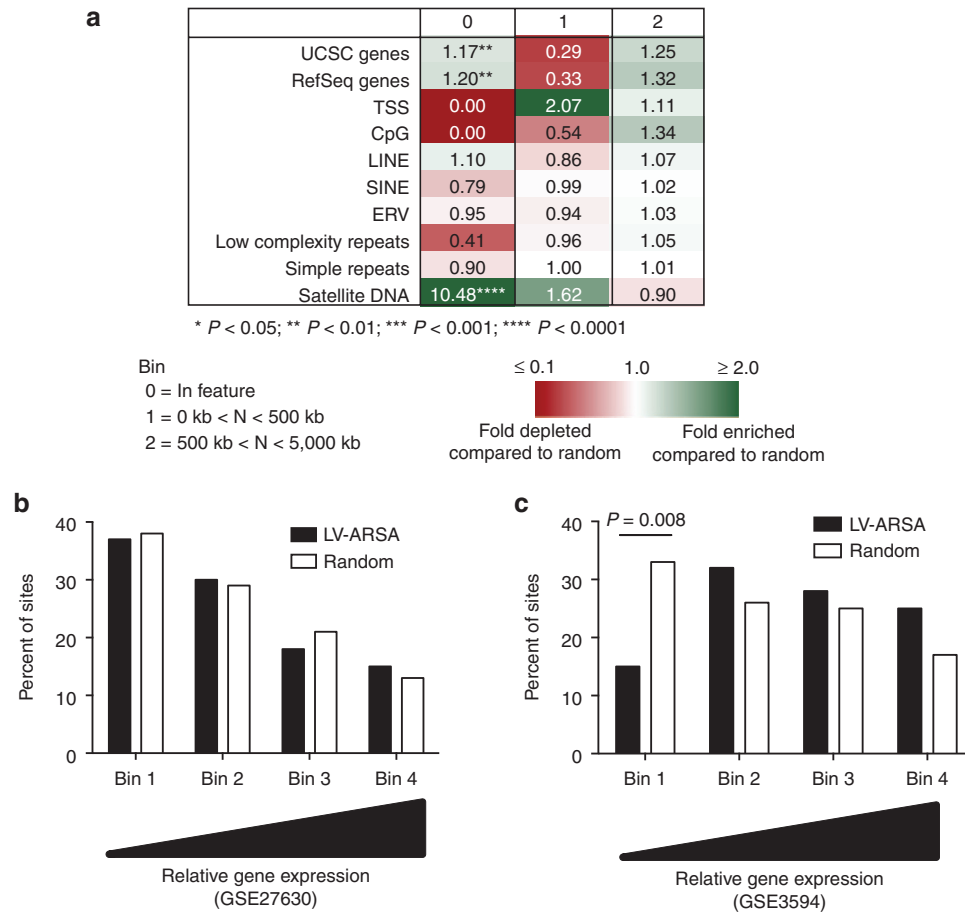 a
0 1 2
UCSC genes 1.17** 0.29 1.25
RefSeq genes 1.20** 0.33 1.32
TSS 0.00 2.07 1.11
CpG 0.00 0.54 1.34
LINE 1.10 0.86 1.07
SINE 0.79 0.99 1.02
ERV 0.95 0.94 1.03
Low complexity repeats 0.41 0.96 1.05
Simple repeats 0.90 1.00 1.01
Satellite DNA 10.48**** 1.62 0.90
* P < 0.05; ** P < 0.01; *** P < 0.001; **** P < 0.0001
Bin
0 = In feature
1 = 0 kb < N < 500 kb
2 = 500 kb < N < 5,000 kb
≤ 0.1 1.0 ≥ 2.0
Fold depleted
compared to random
Fold enriched
compared to random
b
Percent of sites
40
30
20
10
0
LV-ARSA
Random
Bin 1 Bin 2 Bin 3 Bin 4
Relative gene expression
(GSE27630)
c
Percent of sites
40
30
20
10
0
P = 0.008
LV-ARSA
Random
Bin 1 Bin 2 Bin 3 Bin 4
Relative gene expression
(GSE3594)